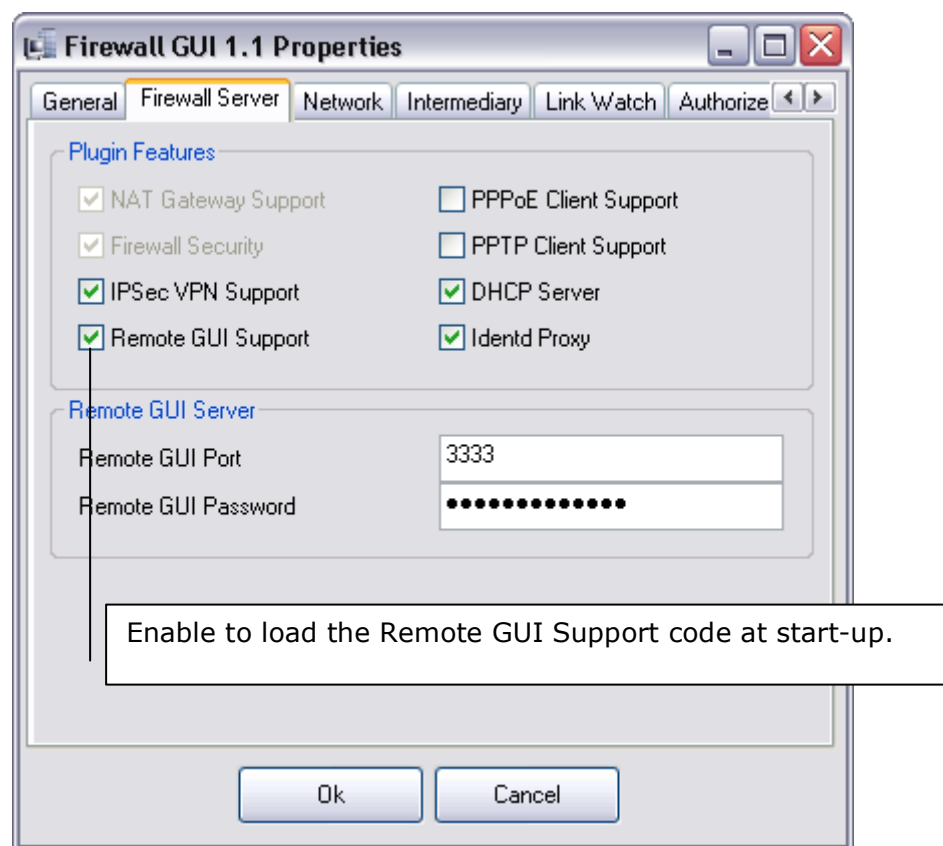 Firewall GUI 1.1 Properties
General Firewall Server Network Intermediary Link Watch Authorize
Plugin Features
NAT Gateway Support PPPoE Client Support
Firewall Security PPTP Client Support
IPSec VPN Support DHCP Server
Remote GUI Support Identd Proxy
Remote GUI Server
Remote GUI Port 3333
Remote GUI Password •••••••••••••
Enable to load the Remote GUI Support code at start-up.
Ok Cancel